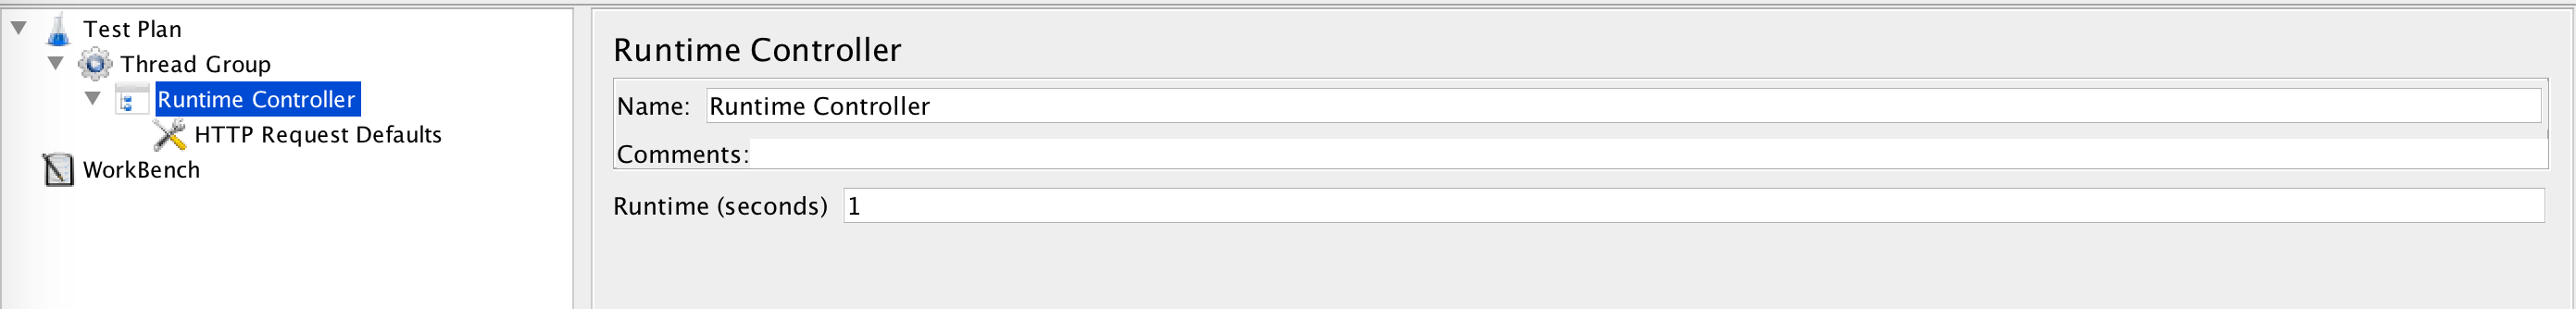 Test Plan
Thread Group
Runtime Controller
HTTP Request Defaults
WorkBench
Runtime Controller
Name: Runtime Controller
Comments:
Runtime (seconds) 1